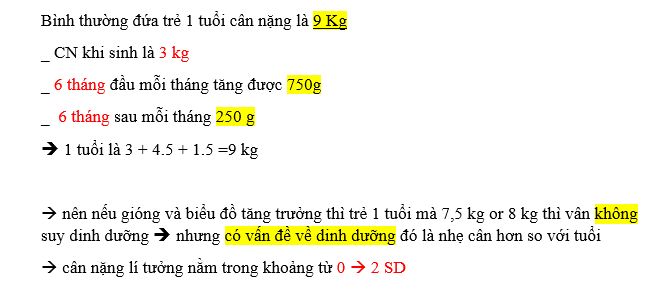 Bình thường đứa trẻ 1 tuổi cân nặng là 9 Kg
_ CN khi sinh là 3 kg
_ 6 tháng đầu mỗi tháng tăng được 750g
_ 6 tháng sau mỗi tháng 250 g
➔ 1 tuổi là 3 + 4.5 + 1.5 =9 kg
→ nên nếu gióng và biểu đồ tăng trưởng thì trẻ 1 tuổi mà 7,5 kg or 8 kg thì vân không
suy dinh dưỡng ➔ nhưng có vấn đề về dinh dưỡng đó là nhẹ cân hơn so với tuổi
→ cân nặng lí tưởng nằm trong khoảng từ 0 → 2 SD